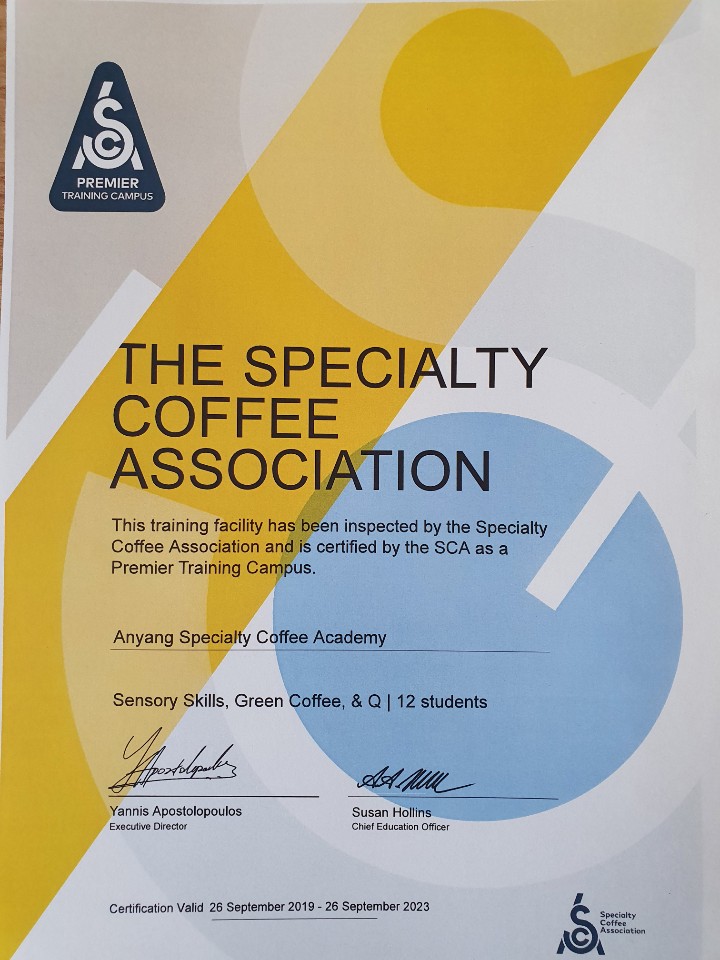 SCA
PREMIER
TRAINING CAMPUS
THE SPECIALTY
COFFEE
ASSOCIATION
This training facility has been inspected by the Specialty
Coffee Association and is certified by the SCA as a
Premier Training Campus.
Anyang Specialty Coffee Academy
Sensory Skills, Green Coffee, & Q | 12 students
Yannis Apostolopoulos
Executive Director
Susan Hollins
Chief Education Officer
Certification Valid 26 September 2019 - 26 September 2023
SCA
Specialty
Coffee
Association